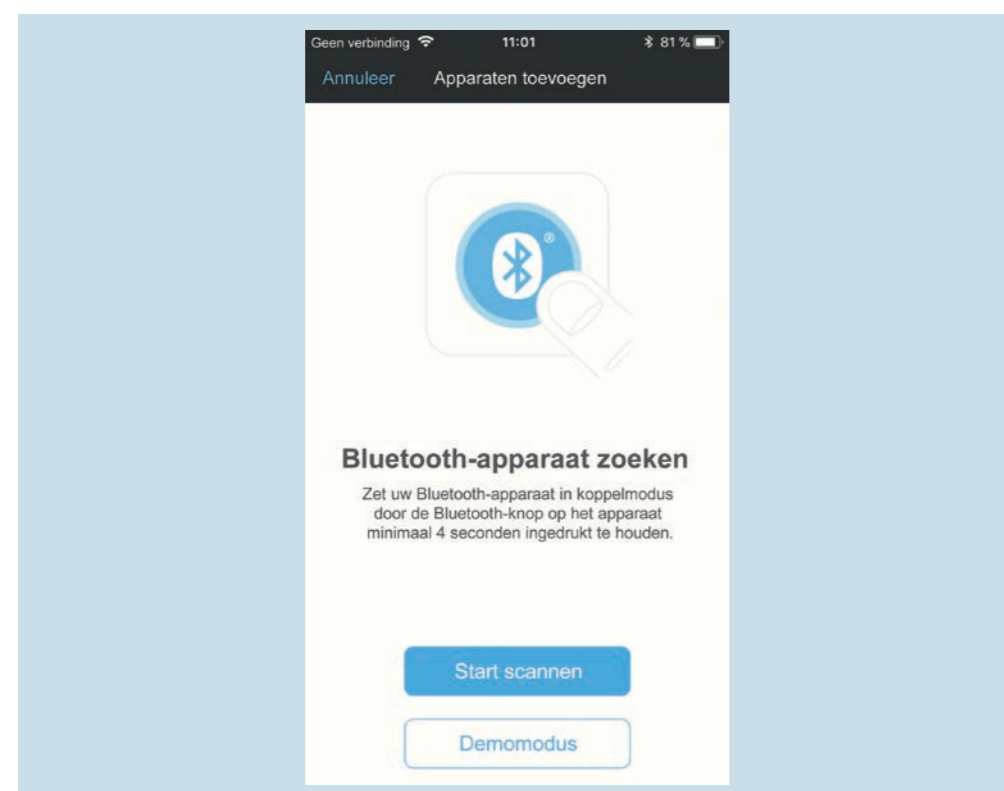 Geen verbinding 11:01 81 %
Annuleer Apparaten toevoegen
®
Bluetooth-apparaat zoeken
Zet uw Bluetooth-apparaat in koppelmodus
door de Bluetooth-knop op het apparaat
minimaal 4 seconden ingedrukt te houden.
Start scannen
Demomodus